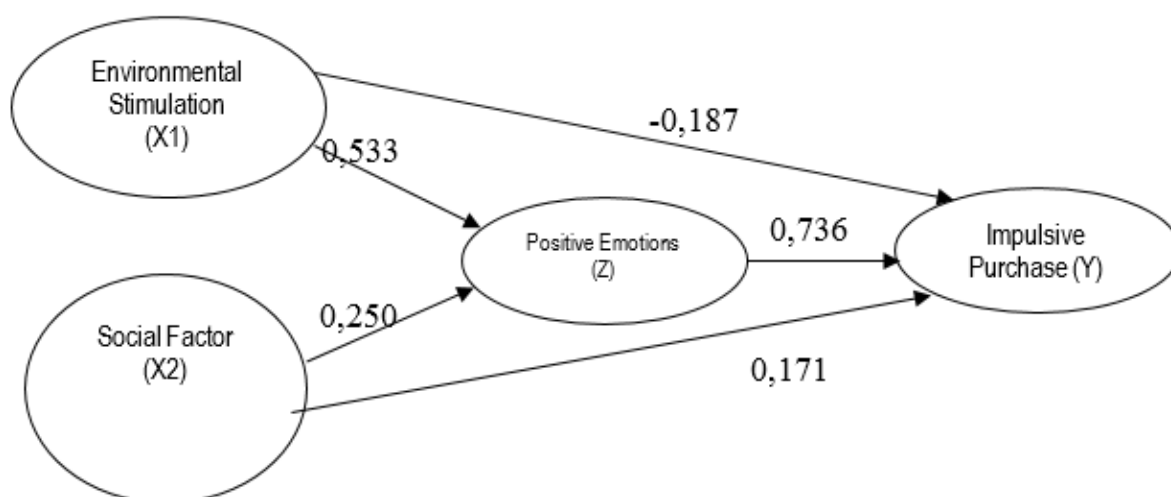 Environmental
Stimulation
(X1)
-0,187
0,533
Positive Emotions
(Z)
0,736
Impulsive
Purchase (Y)
Social Factor
(X2)
0,250
0,171